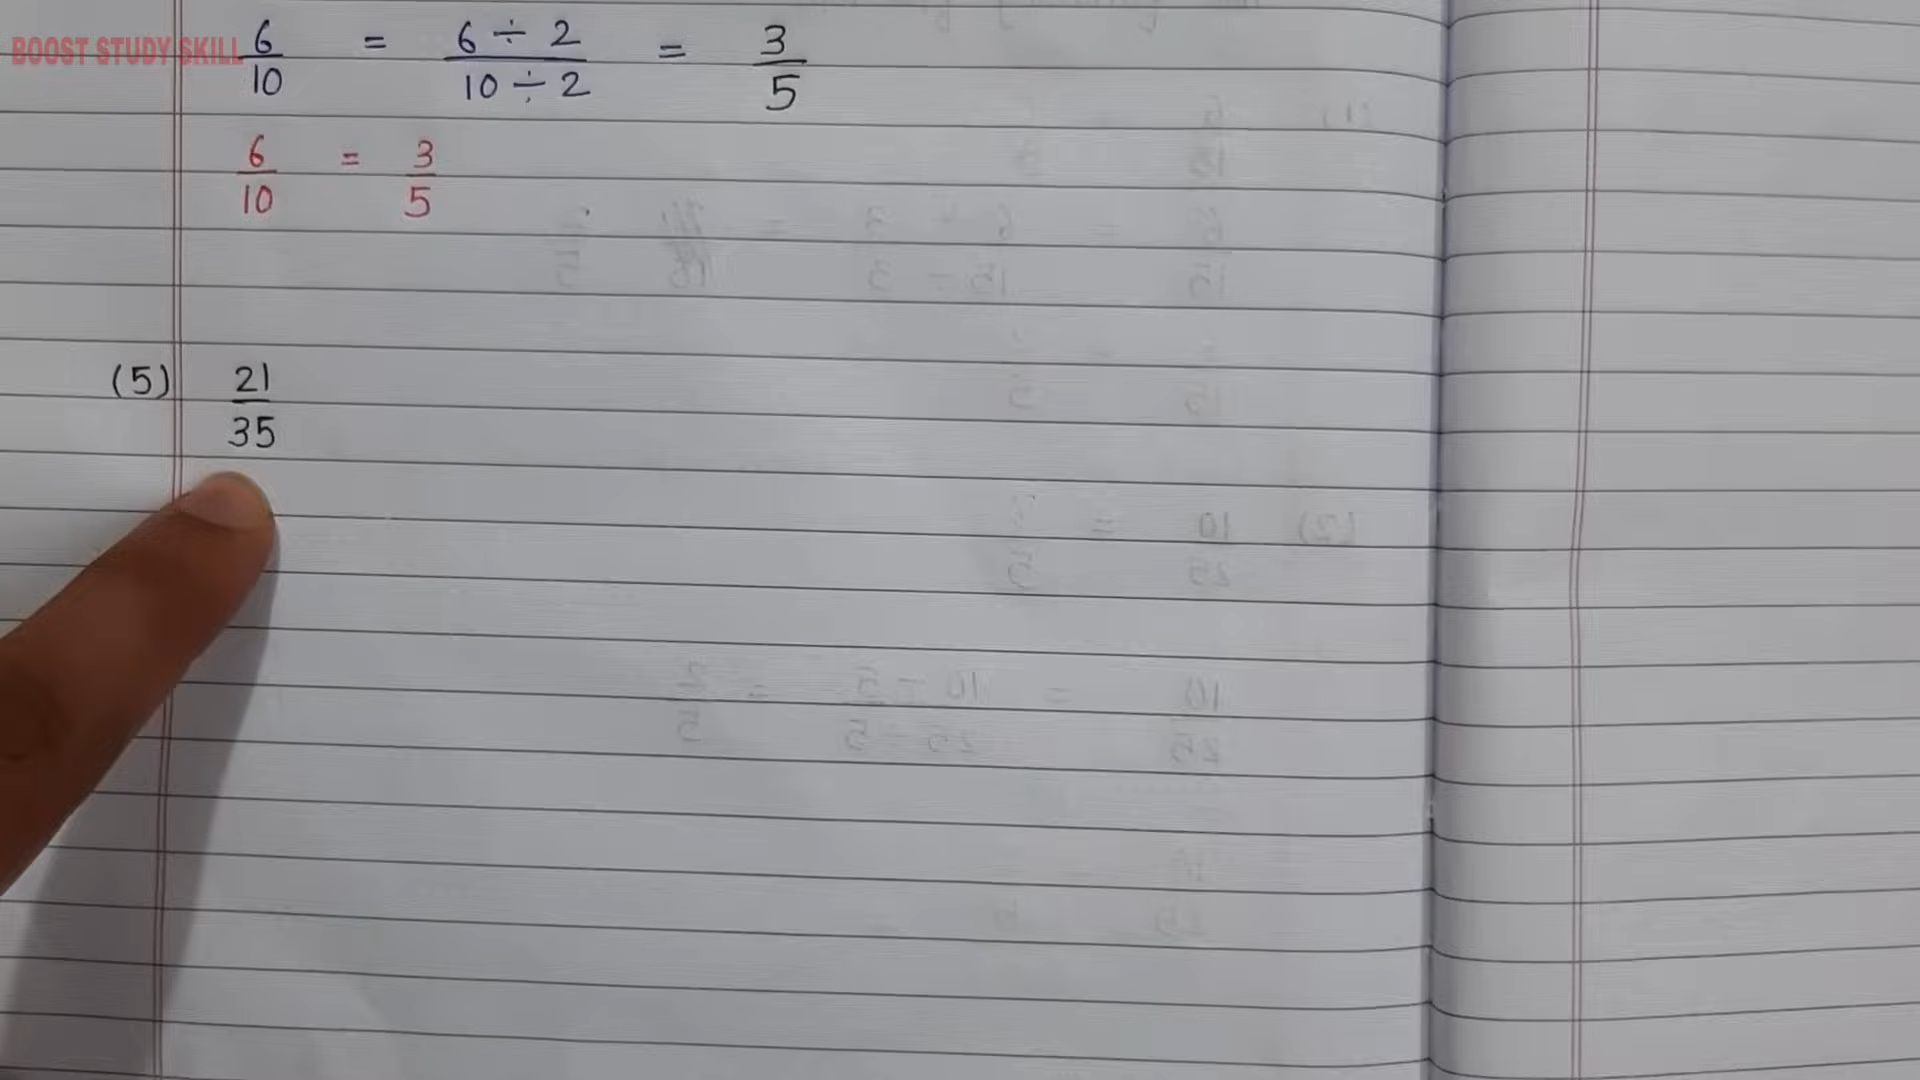 BOOST STUDY SKILL
6/10 = 6 ÷ 2/10 ÷ 2 = 3/5
6/10 = 3/5
(5) 21/35